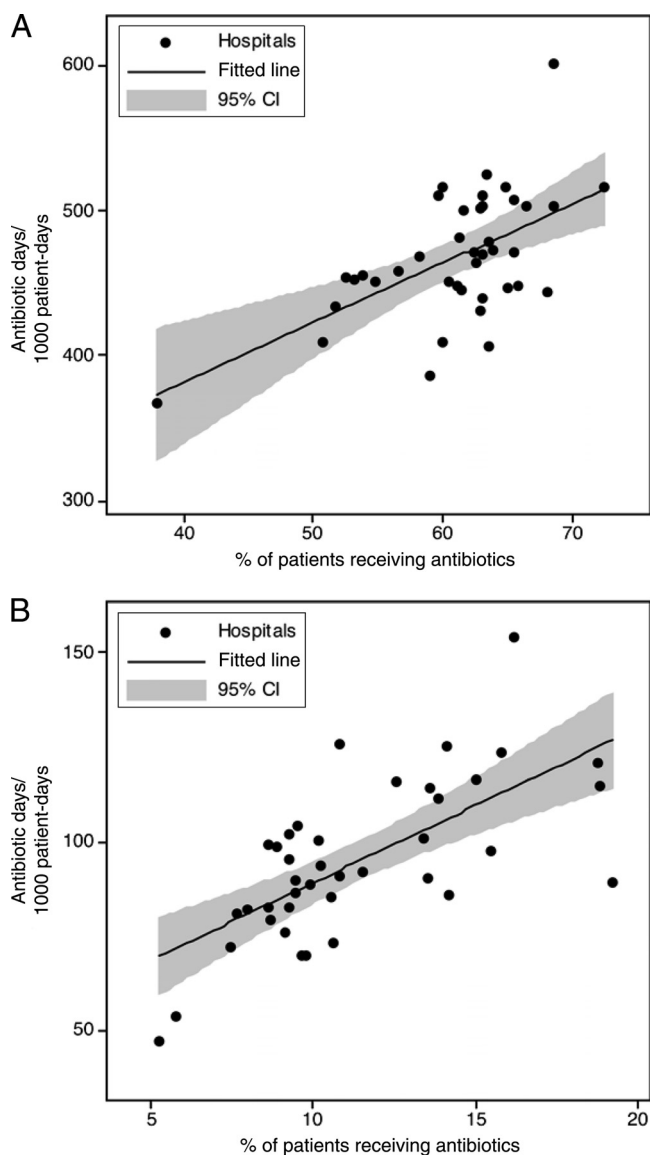 A
Hospitals
Fitted line
95% CI
600
500
400
300
Antibiotic days/
1000 patient-days
40 50 60 70
% of patients receiving antibiotics
B
Hospitals
Fitted line
95% CI
150
100
50
Antibiotic days/
1000 patient-days
5 10 15 20
% of patients receiving antibiotics